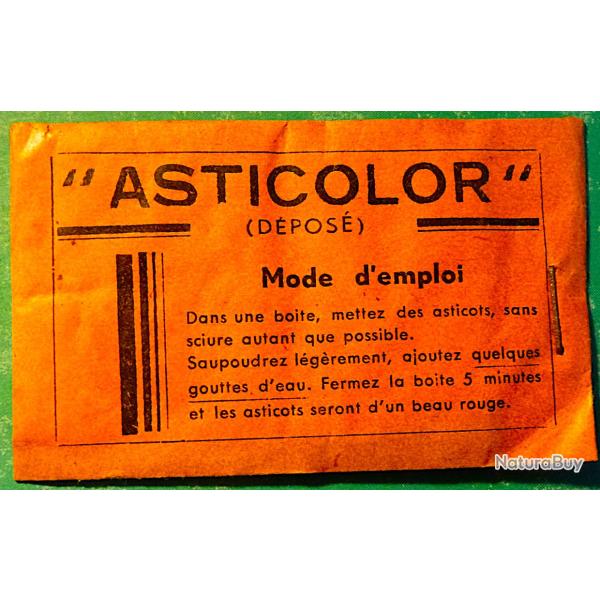 " ASTICOLOR "
(DÉPOSÉ)
Mode d'emploi
Dans une boite, mettez des asticots, sans
sciure autant que possible.
Saupoudrez légèrement, ajoutez quelques
gouttes d'eau. Fermez la boite 5 minutes
et les asticots seront d'un beau rouge.
NaturaBuy